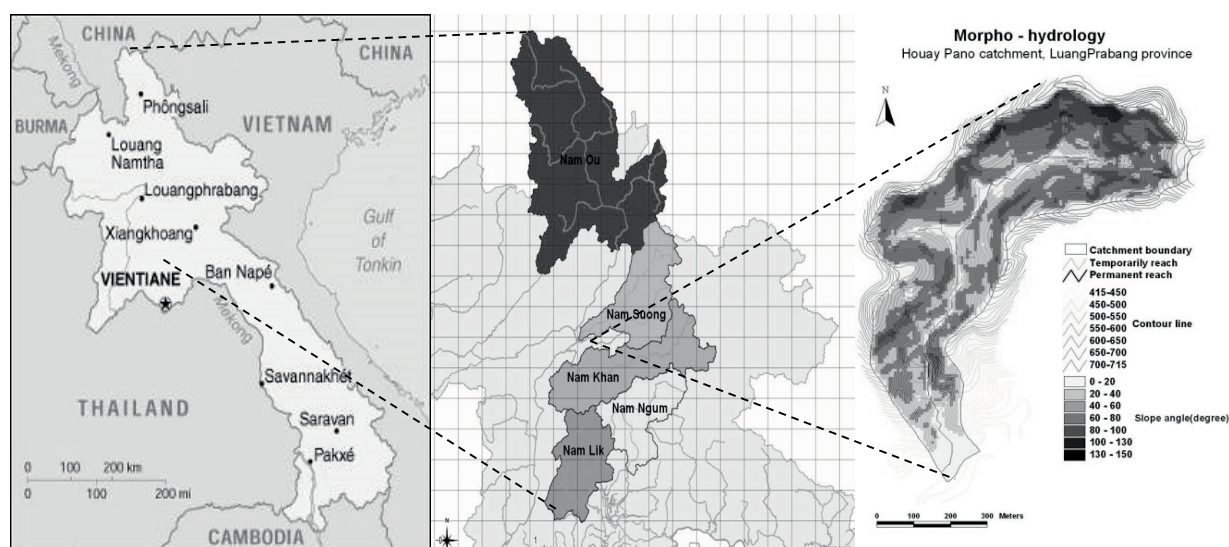 CHINA
CHINA
Mekong
Phôngsali
BURMA
VIETNAM
Louang
Namtha
Louangphrabang
Xiangkhoang
Gulf
of
Tonkin
VIENTIANE
Ban Napé
Mekong
THAILAND
Savannakhét
Saravan
Pakxé
0 100 200 km
0 100 200 mi
CAMBODIA
Nam Ou
Nam Suong
Nam Khan
Nam Ngum
Nam Lik
N
Morpho - hydrology
Houay Pano catchment, LuangPrabang province
N
Catchment boundary
Temporarily reach
Permanent reach
415-450
450-500
500-550
550-600
600-650
650-700
700-715
Contour line
0 - 20
20 - 40
40 - 60
60 - 80
80 - 100
100 - 130
130 - 150
Slope angle(degree)
0 100 200 300 Meters